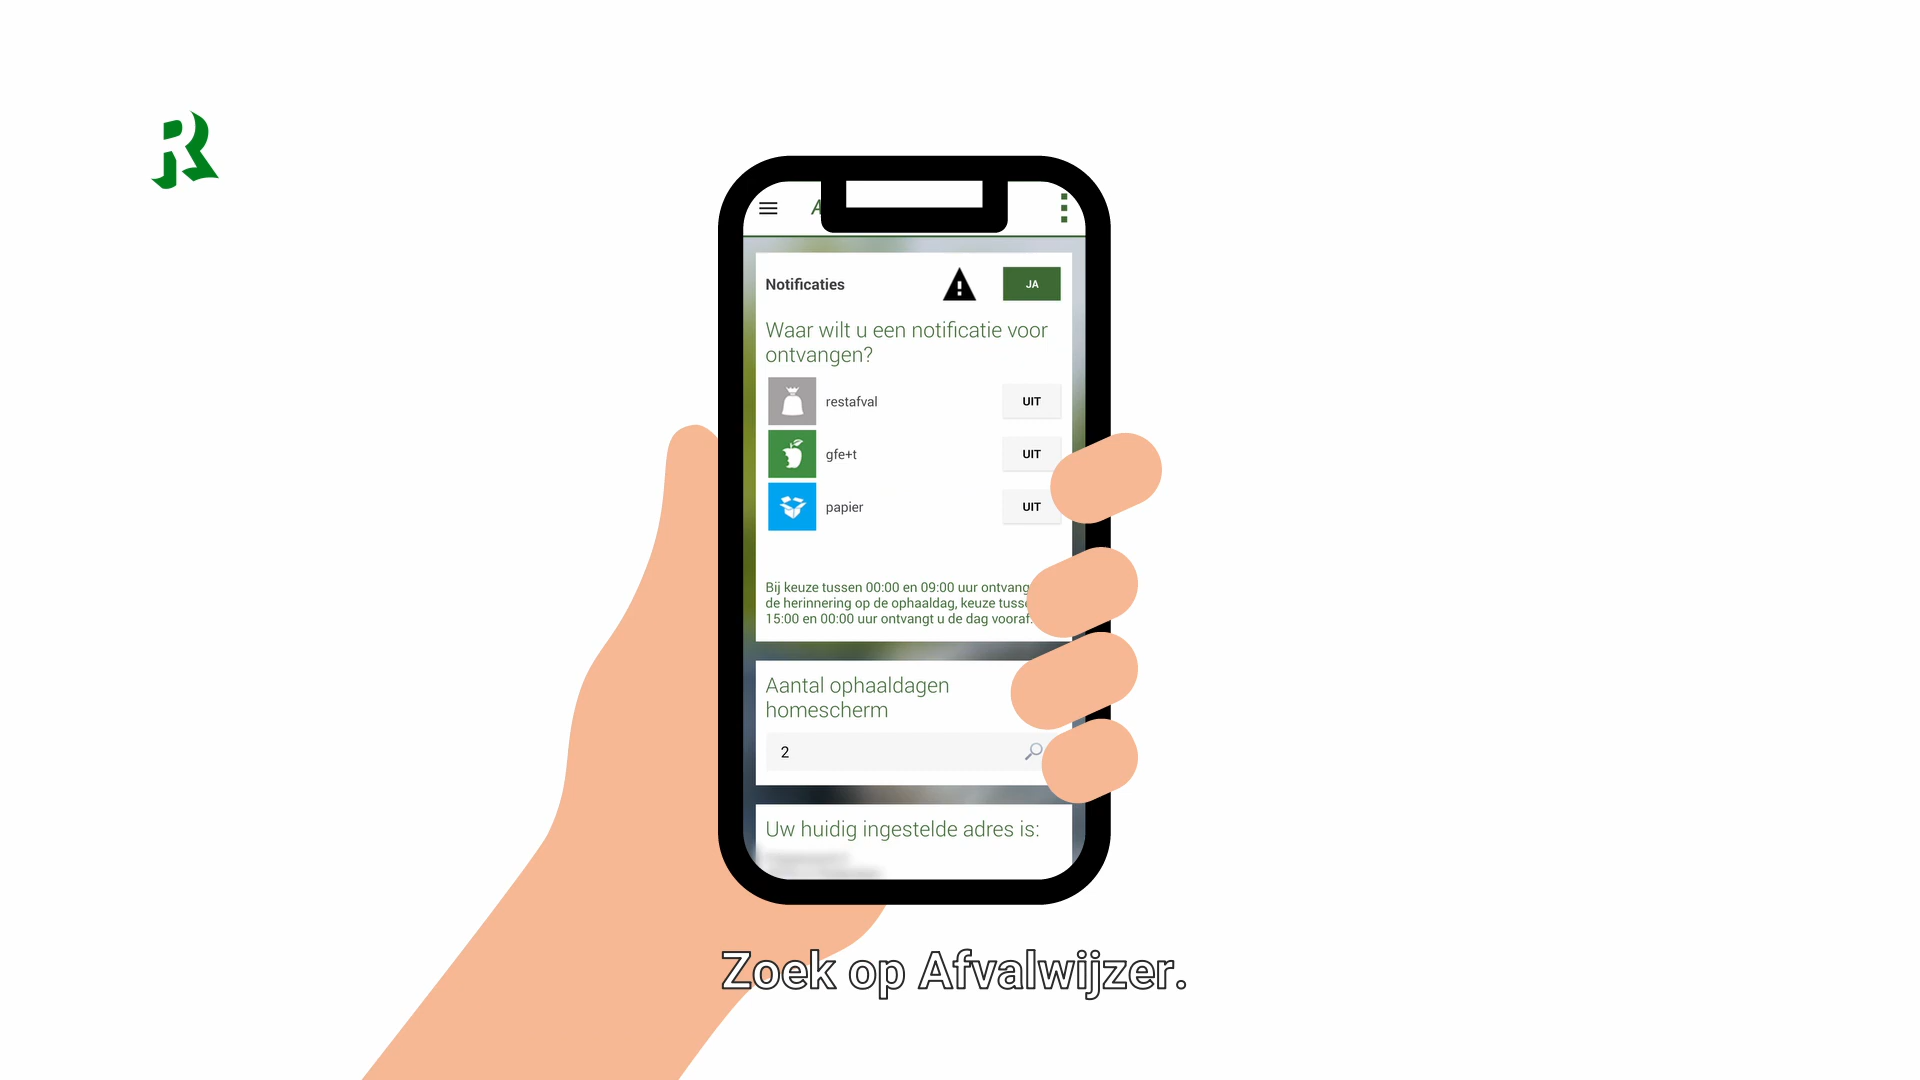 R
Notificaties
JA
Waar wilt u een notificatie voor
ontvangen?
restafval
UIT
gfe+t
UIT
papier
UIT
Bij keuze tussen 00:00 en 09:00 uur
de herinnering op de ophaaldag, keuze
15:00 en 00:00 uur ontvangt u de dag vooraf.
Aantal ophaaldagen
homescherm
2
Uw huidig ingestelde adres is:
Zoek op Afvalwijzer.